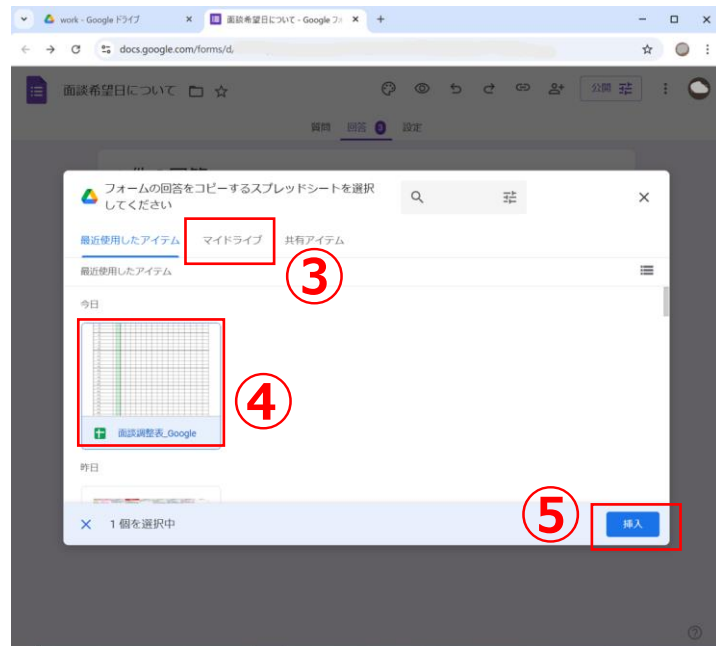 work - Google ドライブ
面談希望日について - Google フォ
docs.google.com/forms/d/
面談希望日について
公開
質問 回答 3 設定
フォームの回答をコピーするスプレッドシートを選択
してください
最近使用したアイテム マイドライブ 共有アイテム
③
最近使用したアイテム
今日
④
面談調整表_Google
昨日
⑤
1 個を選択中
挿入